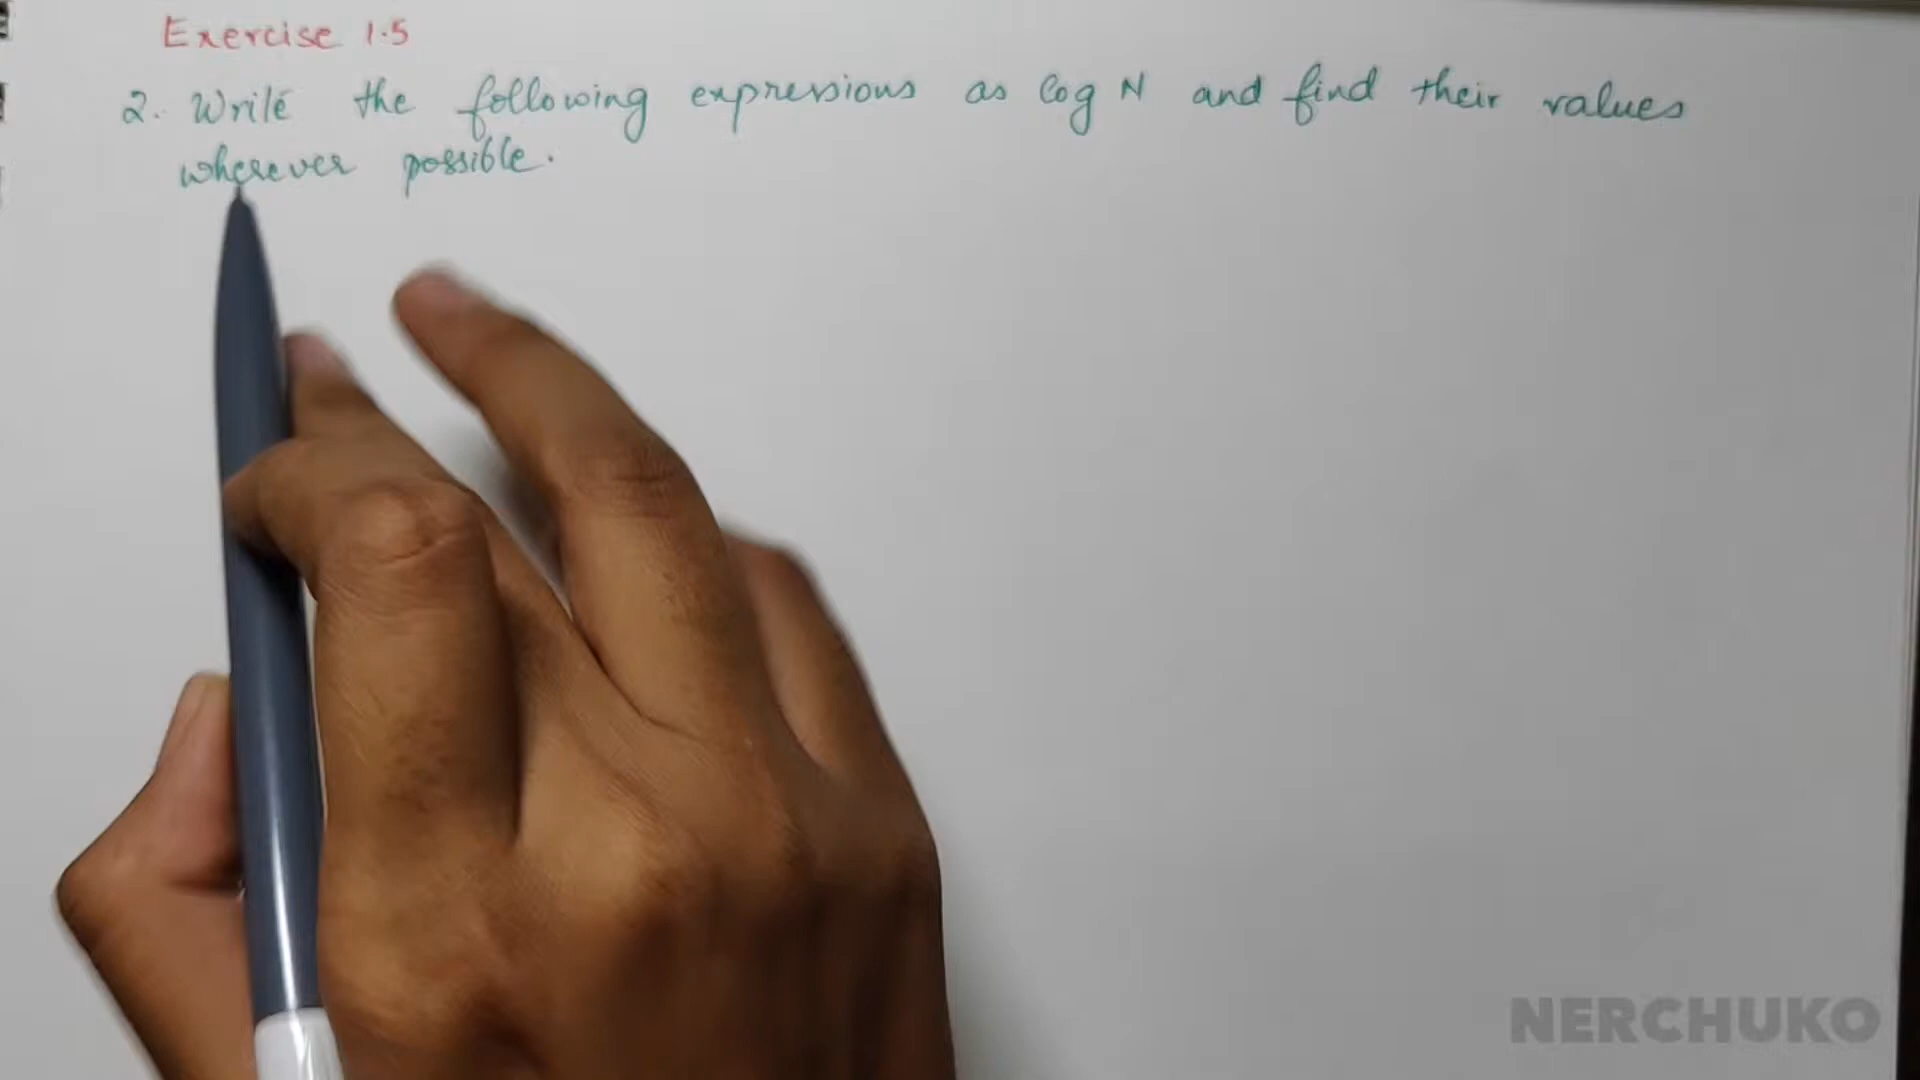 Exercise 1.5
2. Write the following expressions as log N and find their values
wherever possible.
NERCHUKO